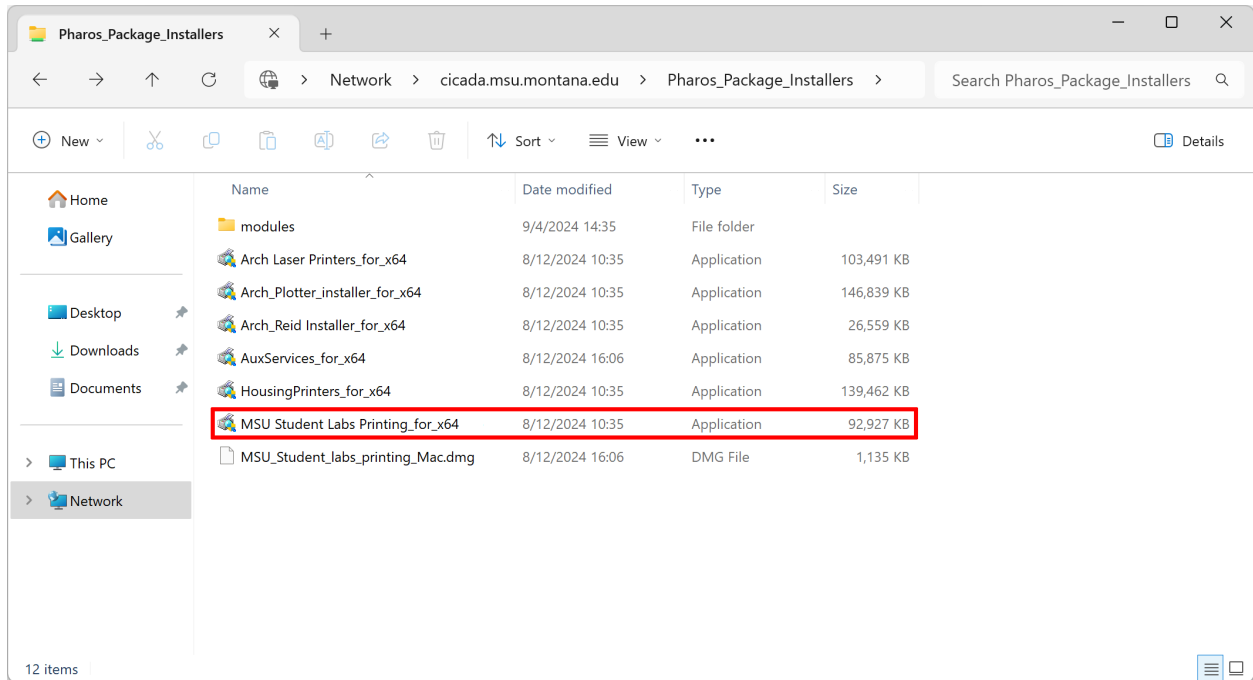 Pharos_Package_Installers
Network > cicada.msu.montana.edu > Pharos_Package_Installers > Search Pharos_Package_Installers
New Sort View Details
Name Date modified Type Size
Home
Gallery
Desktop
Downloads
Documents
This PC
Network
modules 9/4/2024 14:35 File folder
Arch Laser Printers_for_x64 8/12/2024 10:35 Application 103,491 KB
Arch_Plotter_installer_for_x64 8/12/2024 10:35 Application 146,839 KB
Arch_Reid Installer_for_x64 8/12/2024 10:35 Application 26,559 KB
AuxServices_for_x64 8/12/2024 16:06 Application 85,875 KB
HousingPrinters_for_x64 8/12/2024 10:35 Application 139,462 KB
MSU Student Labs Printing_for_x64 8/12/2024 10:35 Application 92,927 KB
MSU_Student_labs_printing_Mac.dmg 8/12/2024 16:06 DMG File 1,135 KB
12 items